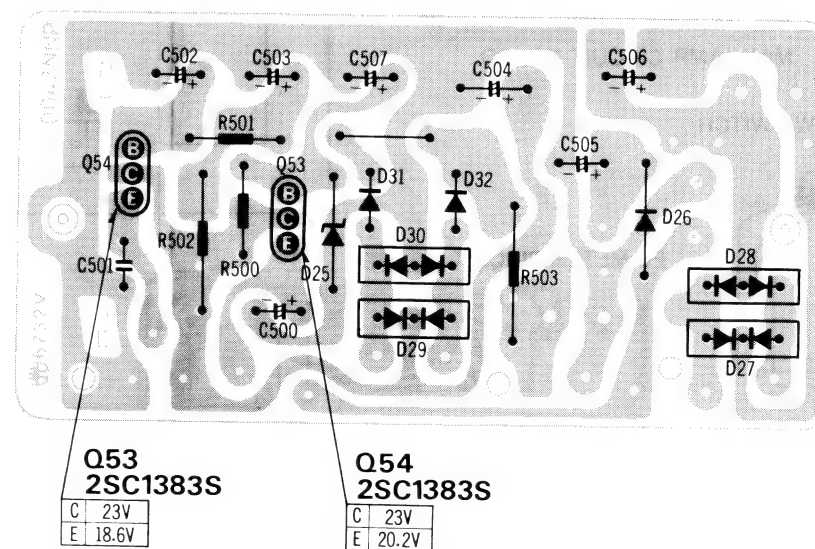 C502
C503
C507
C504
C506
R501
C505
Q54
B
C
E
Q53
B
C
E
D31
D32
D26
R502
R500
D25
D30
R503
D28
C501
C500
D29
D27
Q53
2SC1383S
C 23V
E 18.6V
Q54
2SC1383S
C 23V
E 20.2V